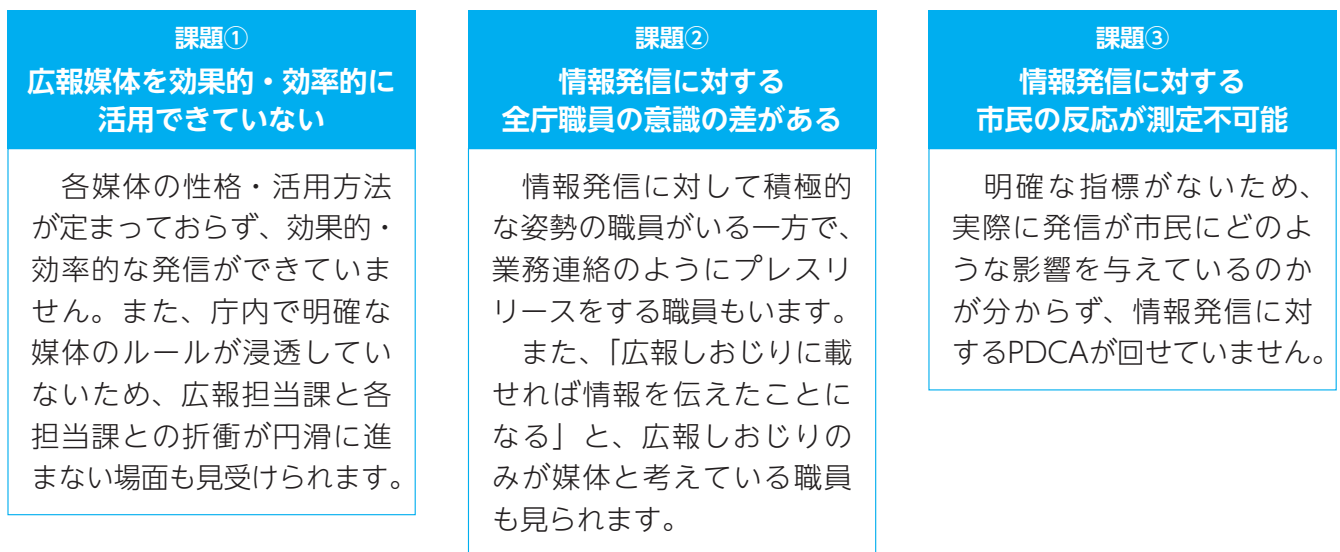 課題①
広報媒体を効果的・効率的に
活用できていない
各媒体の性格・活用方法
が定まっておらず、効果的・
効率的な発信ができていま
せん。また、庁内で明確な
媒体のルールが浸透してい
ないため、広報担当課と各
担当課との折衝が円滑に進
まない場面も見受けられます。
課題②
情報発信に対する
全庁職員の意識の差がある
情報発信に対して積極的
な姿勢の職員がいる一方で、
業務連絡のようにプレスリ
リースをする職員もいます。
また、「広報しおじりに載
せれば情報を伝えたことに
なる」と、広報しおじりの
みが媒体と考えている職員
も見られます。
課題③
情報発信に対する
市民の反応が測定不可能
明確な指標がないため、
実際に発信が市民にどのよ
うな影響を与えているのか
が分からず、情報発信に対
するPDCAが回せていません。